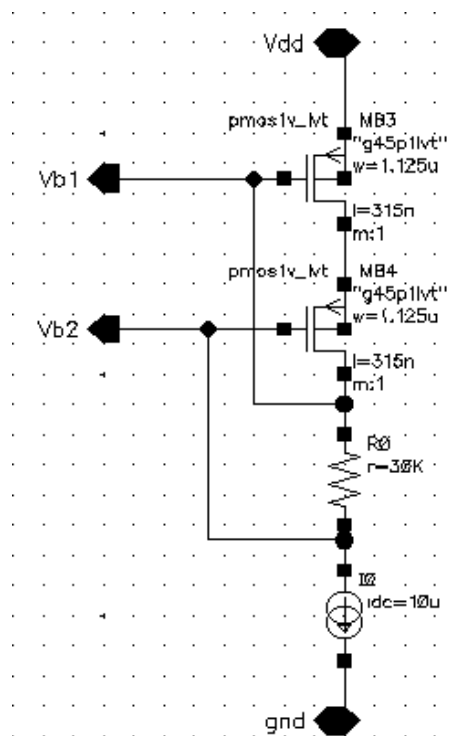 Vdd
pmos1v_lvt MB3
"g45p1lvt"
w=1.125u
Vb1
l=315n
m:1
pmos1v_lvt MB4
"g45p1lvt"
w=1.125u
Vb2
l=315n
m:1
R0
r=30K
I0
idc=10u
gnd